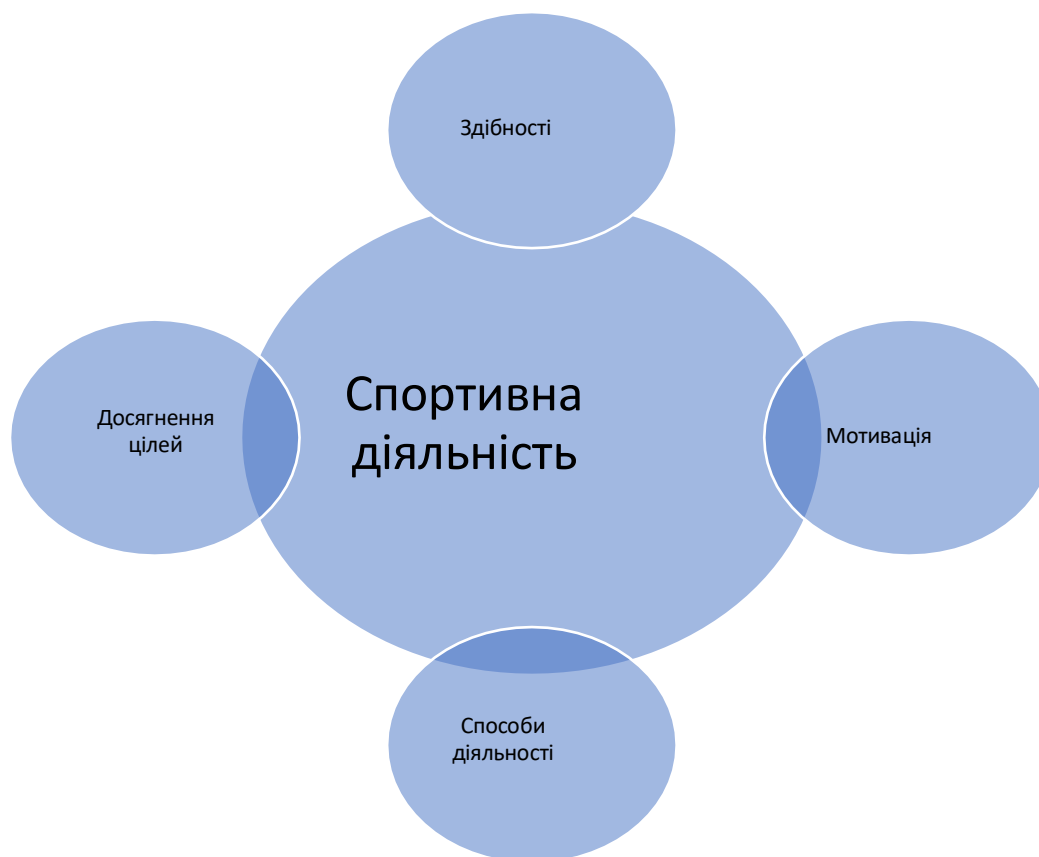 Здібності
Спортивна
діяльність
Досягнення
цілей
Мотивація
Способи
діяльності